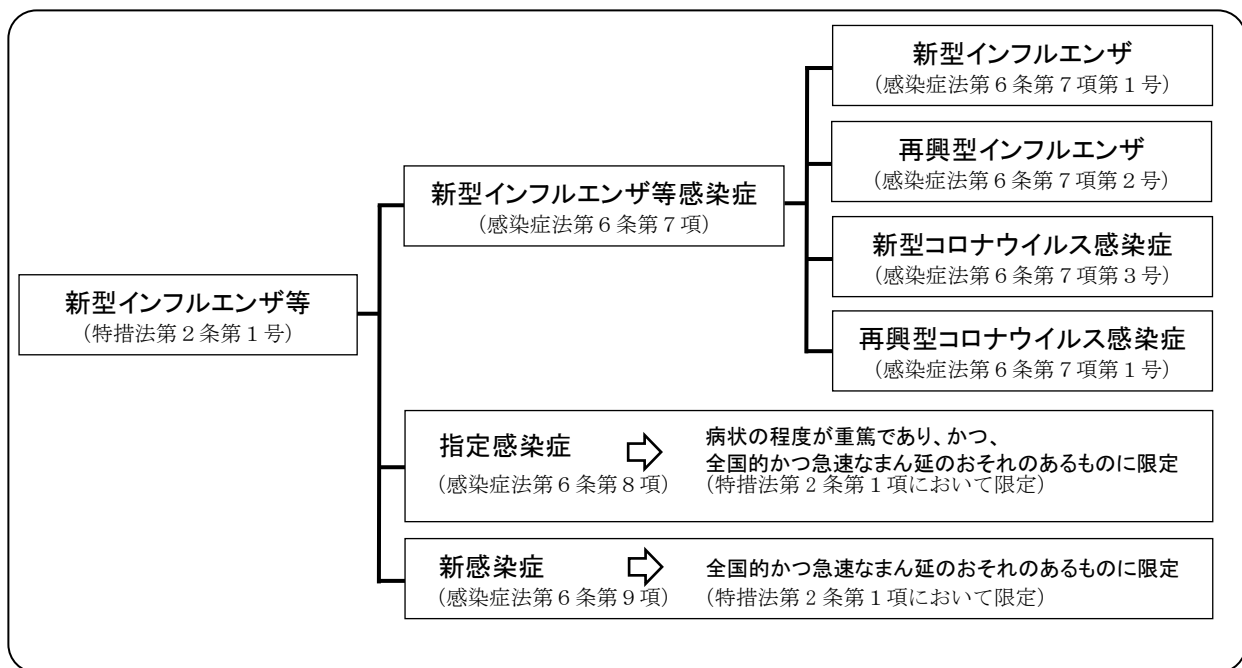 新型インフルエンザ
（感染症法第６条第７項第１号）
再興型インフルエンザ
（感染症法第６条第７項第２号）
新型インフルエンザ等感染症
（感染症法第６条第７項）
新型コロナウイルス感染症
（感染症法第６条第７項第３号）
新型インフルエンザ等
（特措法第２条第１号）
再興型コロナウイルス感染症
（感染症法第６条第７項第１号）
指定感染症
（感染症法第６条第８項）
病状の程度が重篤であり、かつ、
全国的かつ急速なまん延のおそれのあるものに限定
（特措法第２条第１項において限定）
新感染症
（感染症法第６条第９項）
全国的かつ急速なまん延のおそれのあるものに限定
（特措法第２条第１項において限定）